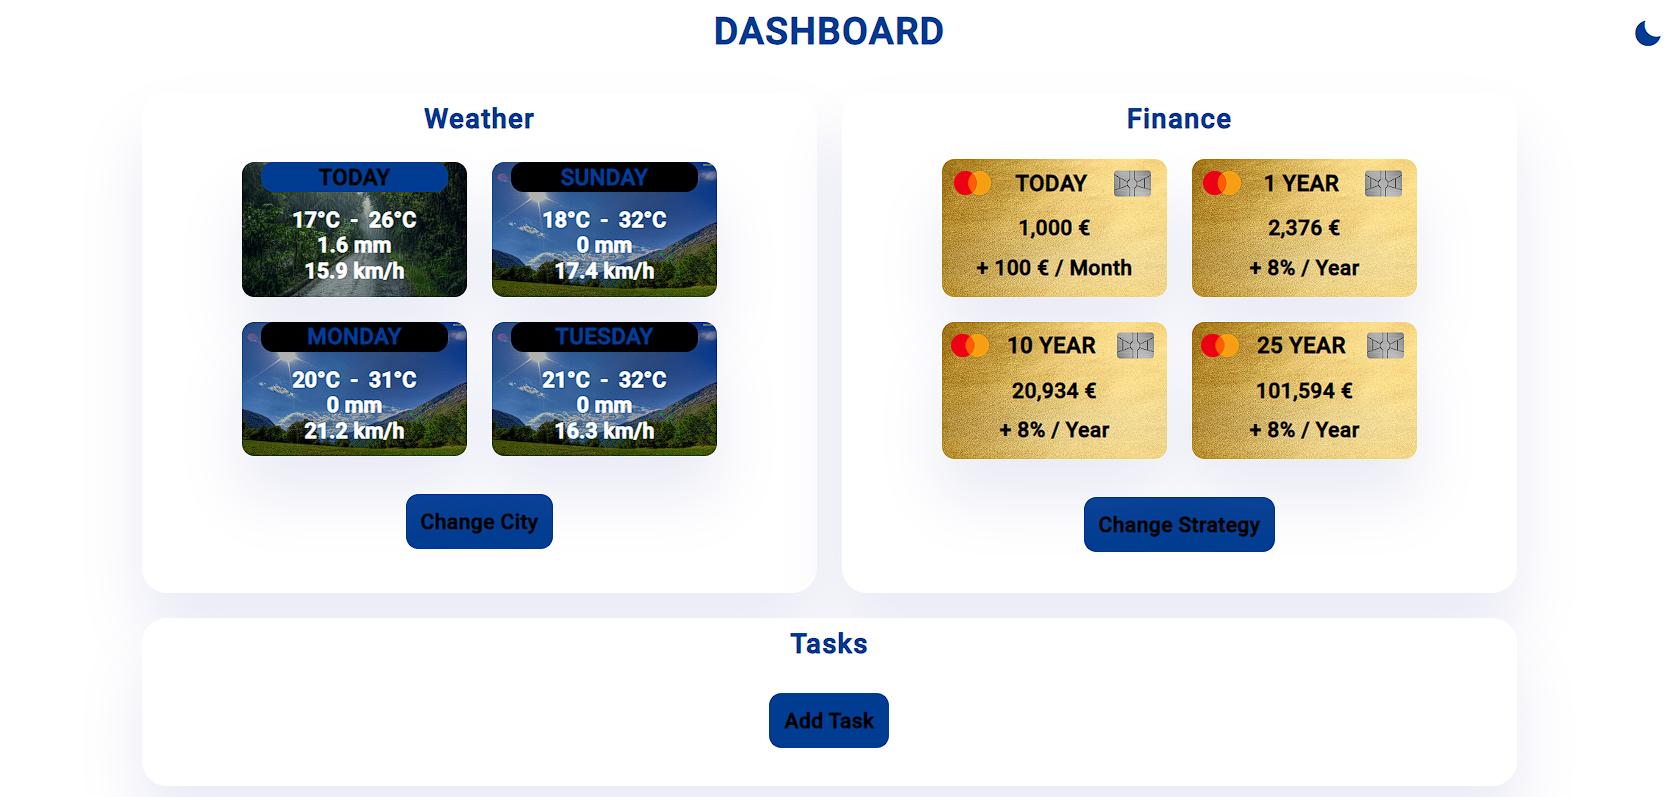 DASHBOARD
Weather
TODAY
17°C - 26°C
1.6 mm
15.9 km/h
SUNDAY
18°C - 32°C
0 mm
17.4 km/h
MONDAY
20°C - 31°C
0 mm
21.2 km/h
TUESDAY
21°C - 32°C
0 mm
16.3 km/h
Change City
Finance
TODAY
1,000 €
+ 100 € / Month
1 YEAR
2,376 €
+ 8% / Year
10 YEAR
20,934 €
+ 8% / Year
25 YEAR
101,594 €
+ 8% / Year
Change Strategy
Tasks
Add Task